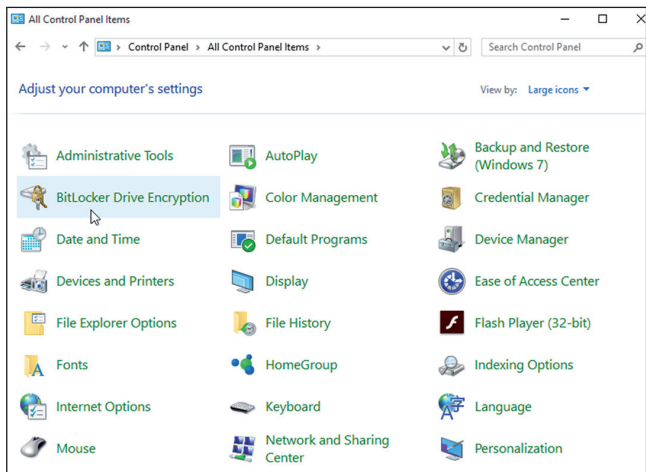 All Control Panel Items
Control Panel > All Control Panel Items >
Search Control Panel
Adjust your computer's settings
View by: Large icons
Administrative Tools
AutoPlay
Backup and Restore
(Windows 7)
BitLocker Drive Encryption
Color Management
Credential Manager
Date and Time
Default Programs
Device Manager
Devices and Printers
Display
Ease of Access Center
File Explorer Options
File History
Flash Player (32-bit)
Fonts
HomeGroup
Indexing Options
Internet Options
Keyboard
Language
Mouse
Network and Sharing
Center
Personalization